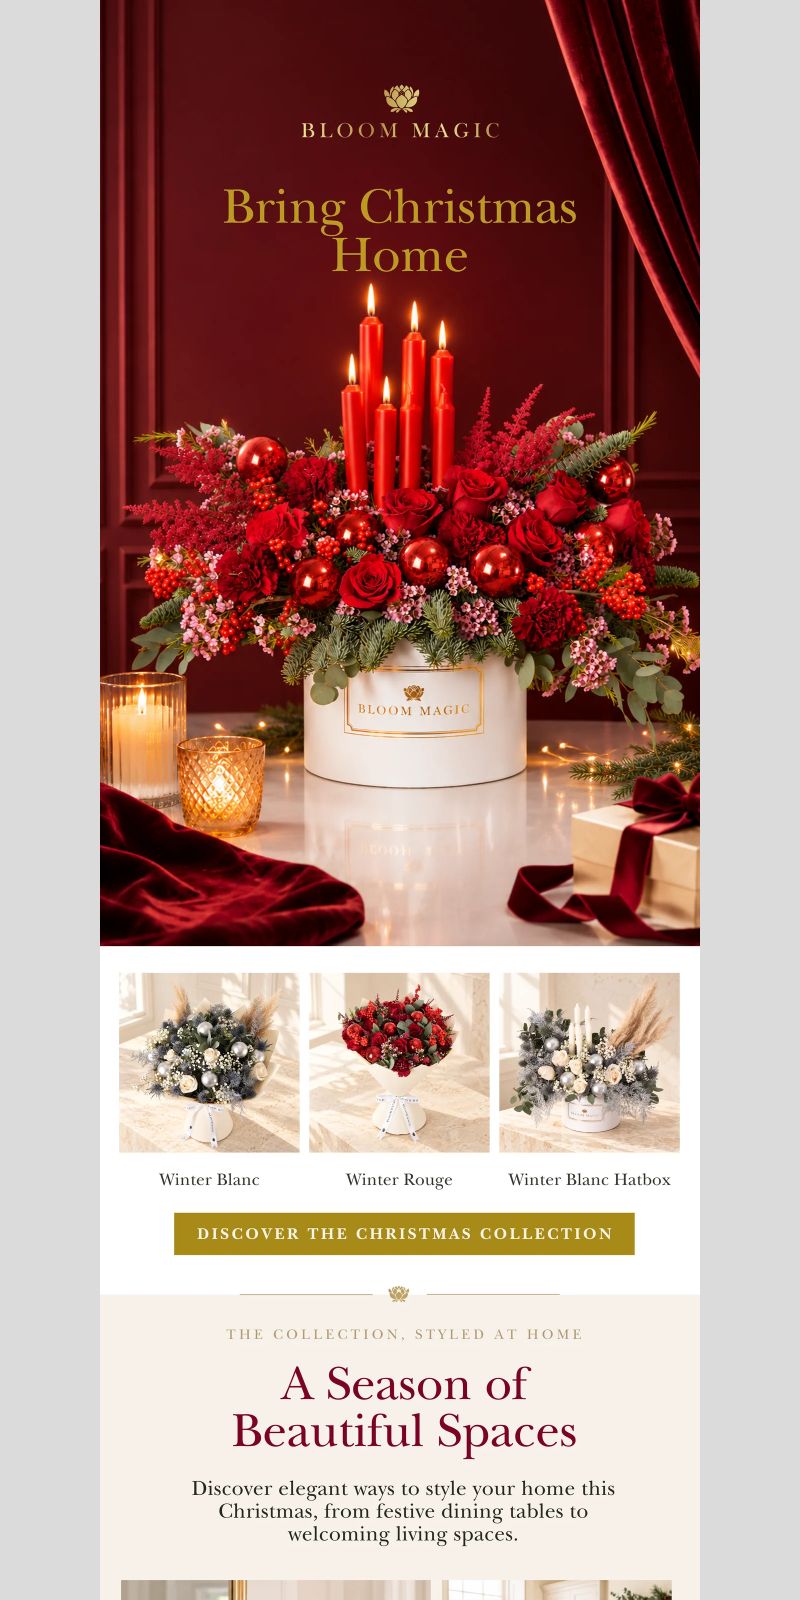 BLOOM MAGIC
Bring Christmas
Home
BLOOM MAGIC
Winter Blanc
Winter Rouge
Winter Blanc Hatbox
DISCOVER THE CHRISTMAS COLLECTION
THE COLLECTION, STYLED AT HOME
A Season of
Beautiful Spaces
Discover elegant ways to style your home this
Christmas, from festive dining tables to
welcoming living spaces.